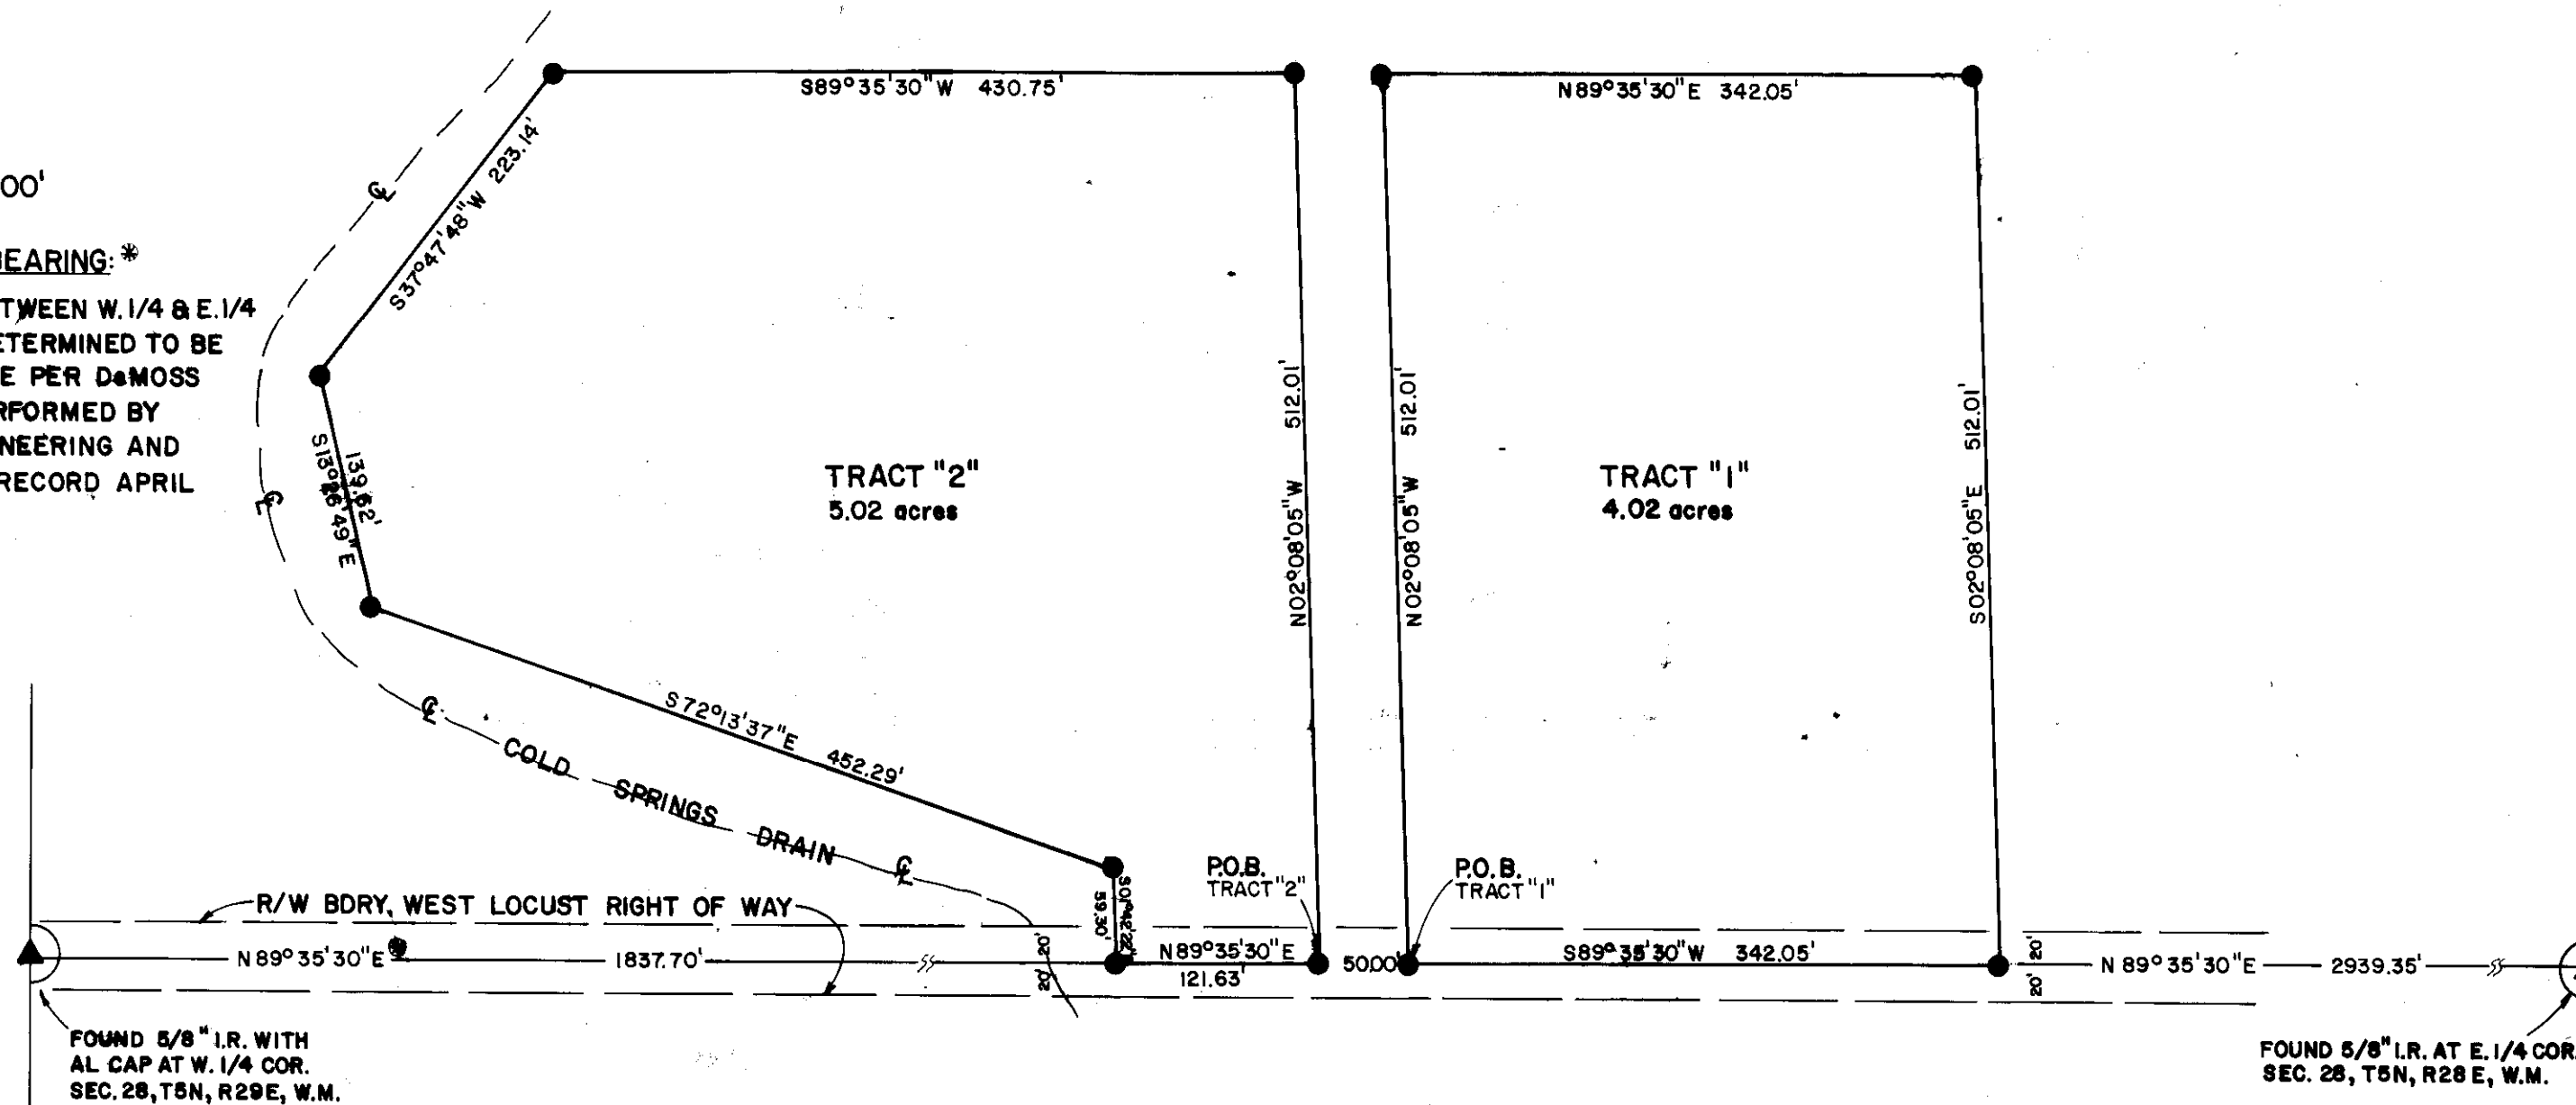 00'
BEARING: *
TWEEN W. 1/4 & E. 1/4
ETERMINED TO BE
E PER DeMOSS
RFORMED BY
NEERING AND
RECORD APRIL
S89°35'30"W 430.75'
N89°35'30"E 342.05'
S37°47'48"W 223.14'
139.62'
S13°26'49"E
N02°08'05"W 512.01'
N02°08'05"W 512.01'
S02°08'05"E 512.01'
TRACT "2"
5.02 acres
TRACT "1"
4.02 acres
S72°13'37"E 452.29'
COLD SPRINGS DRAIN
℄
℄
℄
℄
S01°42'22"E
59.30'
P.O.B.
TRACT "2"
P.O.B.
TRACT "1"
R/W BDRY, WEST LOCUST RIGHT OF WAY
N89°35'30"E * 1837.70'
20' 20'
N89°35'30"E
121.63'
50.00'
S89°35'30"W 342.05'
20' 20'
N 89°35'30"E 2939.35'
FOUND 5/8" I.R. WITH
AL CAP AT W. 1/4 COR.
SEC. 28, T5N, R29E, W.M.
FOUND 5/8" I.R. AT E. 1/4 COR.
SEC. 28, T5N, R28E, W.M.